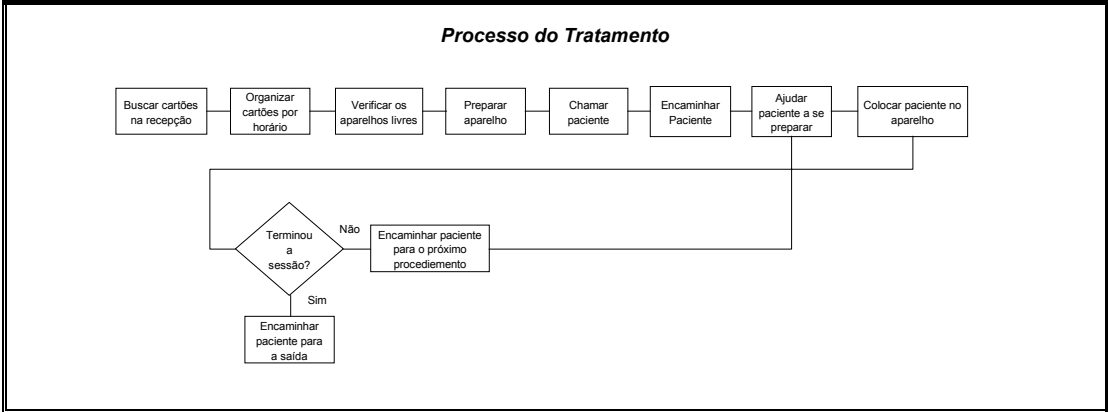 Processo do Tratamento
Buscar cartões
na recepção
Organizar
cartões por
horário
Verificar os
aparelhos livres
Preparar
aparelho
Chamar
paciente
Encaminhar
Paciente
Ajudar
paciente a se
preparar
Colocar paciente no
aparelho
Terminou
a
sessão?
Não
Encaminhar paciente
para o próximo
procediemento
Sim
Encaminhar
paciente para
a saída